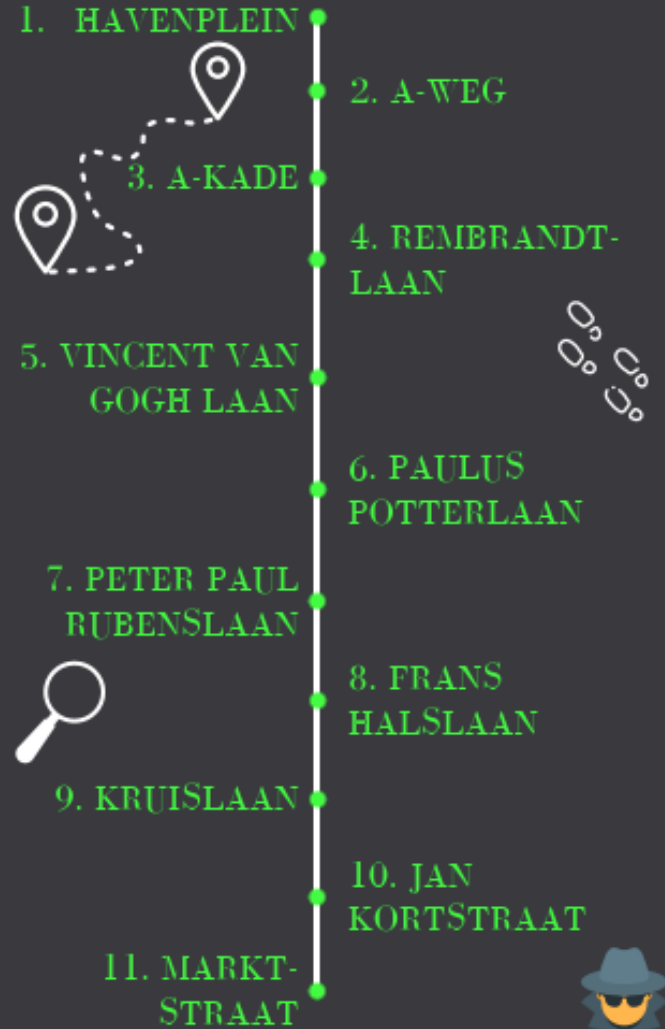 1. HAVENPLEIN
2. A-WEG
3. A-KADE
4. REMBRANDT-
LAAN
5. VINCENT VAN
GOGH LAAN
6. PAULUS
POTTERLAAN
7. PETER PAUL
RUBENSLAAN
8. FRANS
HALSLAAN
9. KRUISLAAN
10. JAN
KORTSTRAAT
11. MARKT-
STRAAT